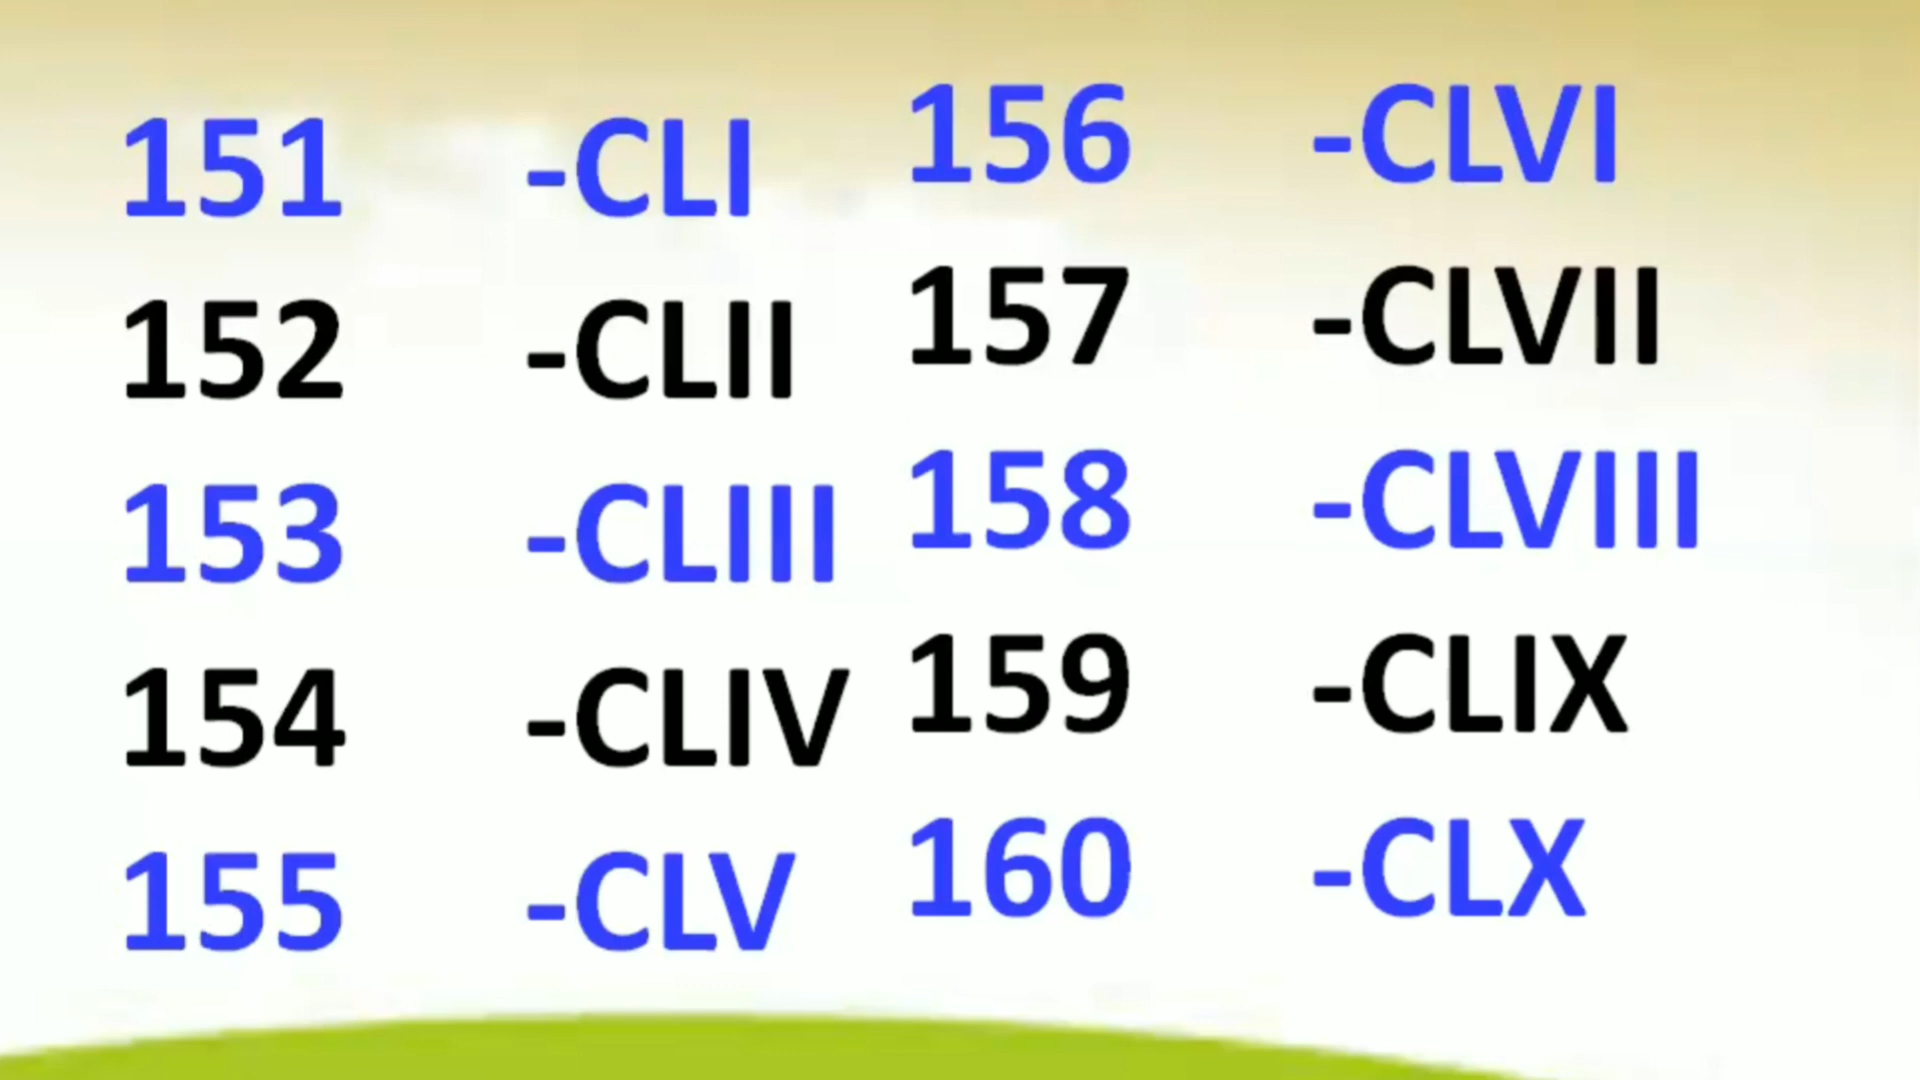 151 -CLI
152 -CLII
153 -CLIII
154 -CLIV
155 -CLV
156 -CLVI
157 -CLVII
158 -CLVIII
159 -CLIX
160 -CLX